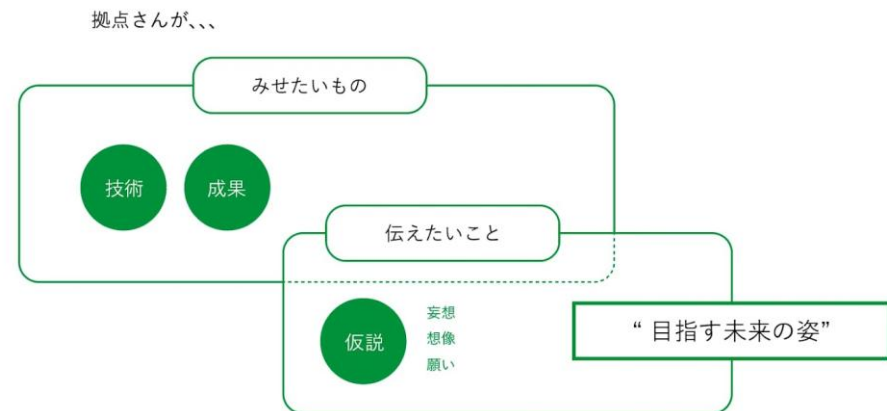 拠点さんが、、、
みせたいもの
技術
成果
伝えたいこと
仮説
妄想
想像
願い
“目指す未来の姿”